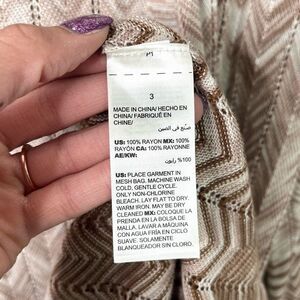 3
MADE IN CHINA/ HECHO EN
CHINA/ FABRIQUÉ EN
CHINE/
صنع في الصين
US: 100% RAYON MX: 100%
RAYÓN CA: 100% RAYONNE
AE/KW:
100% رايون
US: PLACE GARMENT IN
MESH BAG. MACHINE WASH
COLD, GENTLE CYCLE.
ONLY NON-CHLORINE
BLEACH. LAY FLAT TO DRY.
WARM IRON. MAY BE DRY
CLEANED MX: COLOQUE LA
PRENDA EN LA BOLSA DE
MALLA. LAVAR A MÁQUINA
CON AGUA FRÍA EN CICLO
SUAVE. SÓLAMENTE
BLANQUEADOR SIN CLORO.